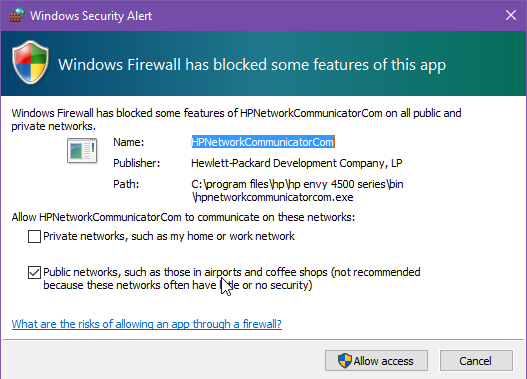 Windows Security Alert
Windows Firewall has blocked some features of this app
Windows Firewall has blocked some features of HPNetworkCommunicatorCom on all public and
private networks.
Name: HPNetworkCommunicatorCom
Publisher: Hewlett-Packard Development Company, LP
Path: C:\program files\hp\hp envy 4500 series\bin
\hpnetworkcommunicatorcom.exe
Allow HPNetworkCommunicatorCom to communicate on these networks:
Private networks, such as my home or work network
Public networks, such as those in airports and coffee shops (not recommended
because these networks often have little or no security)
What are the risks of allowing an app through a firewall?
Allow access Cancel